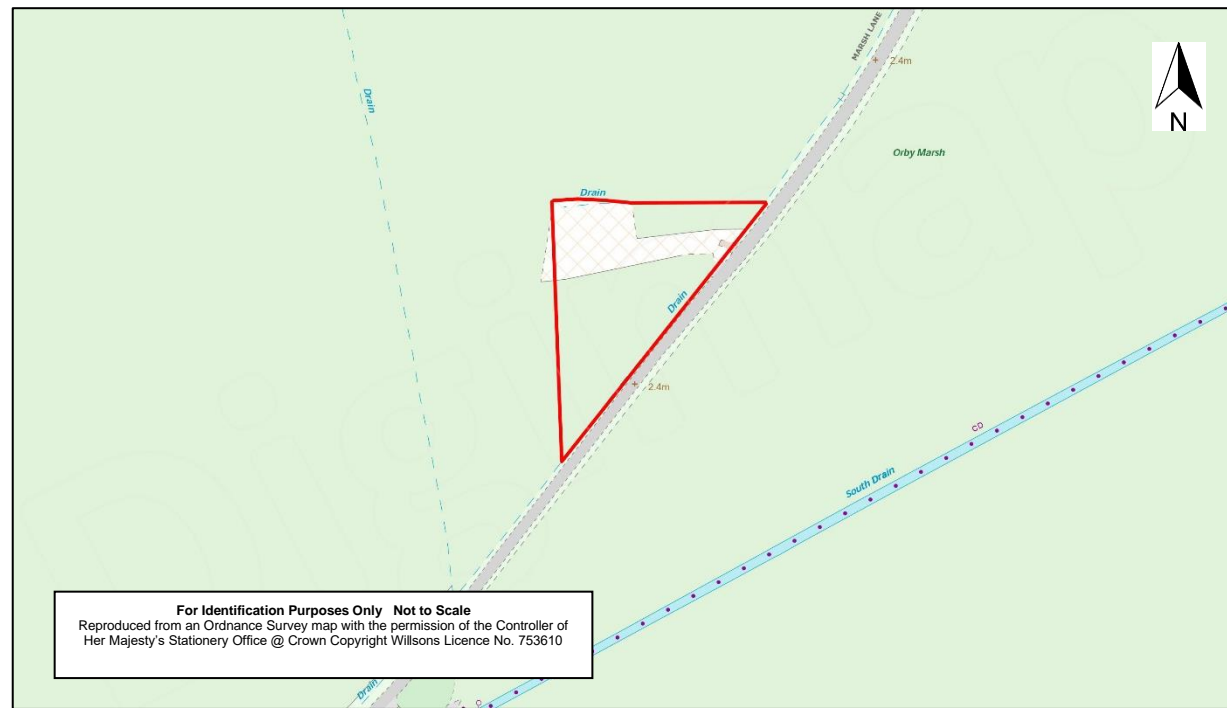 MARSH LANE
2.4m
N
Drain
Orby Marsh
Drain
Drain
2.4m
CD
South Drain
For Identification Purposes Only Not to Scale
Reproduced from an Ordnance Survey map with the permission of the Controller of
Her Majesty's Stationery Office @ Crown Copyright Willsons Licence No. 753610
Drain